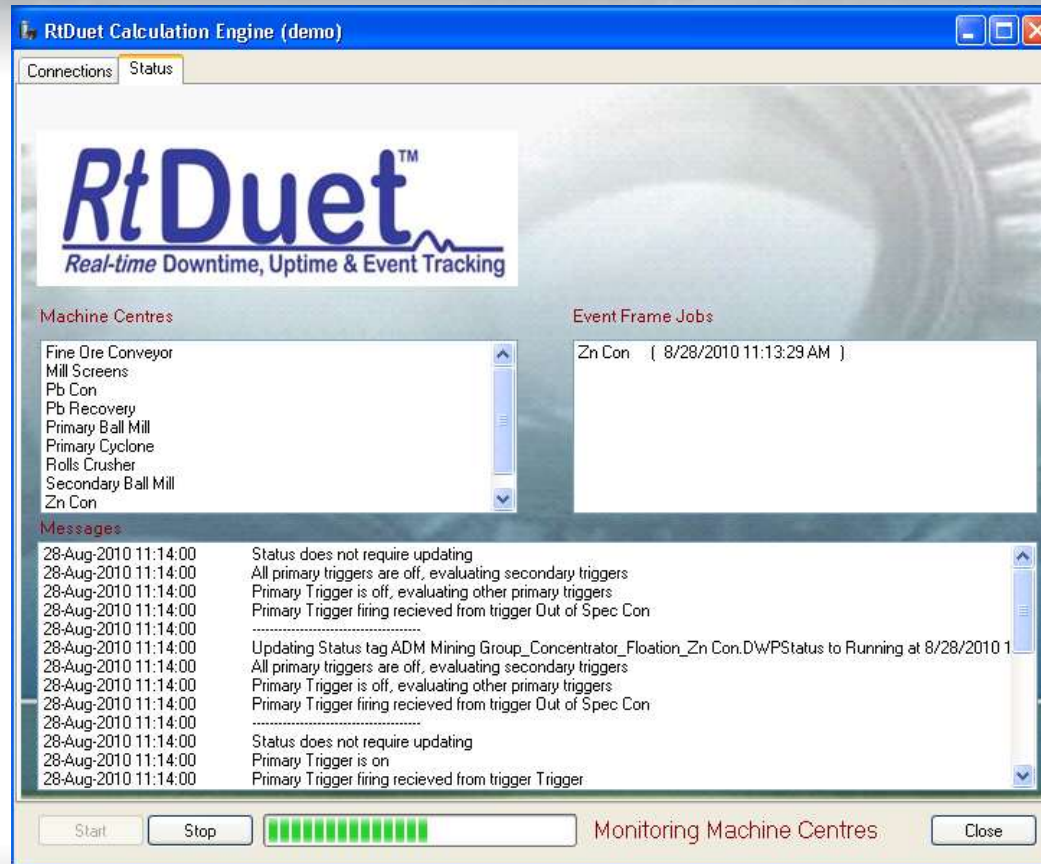 RtDuet Calculation Engine (demo)
Connections Status
RtDuet™
Real-time Downtime, Uptime & Event Tracking
Machine Centres
Fine Ore Conveyor
Mill Screens
Pb Con
Pb Recovery
Primary Ball Mill
Primary Cyclone
Rolls Crusher
Secondary Ball Mill
Zn Con
Event Frame Jobs
Zn Con ( 8/28/2010 11:13:29 AM )
Messages
28-Aug-2010 11:14:00 Status does not require updating
28-Aug-2010 11:14:00 All primary triggers are off, evaluating secondary triggers
28-Aug-2010 11:14:00 Primary Trigger is off, evaluating other primary triggers
28-Aug-2010 11:14:00 Primary Trigger firing recieved from trigger Out of Spec Con
28-Aug-2010 11:14:00 --------------------------------------
28-Aug-2010 11:14:00 Updating Status tag ADM Mining Group_Concentrator_Floation_Zn Con.DWPStatus to Running at 8/28/2010 1
28-Aug-2010 11:14:00 All primary triggers are off, evaluating secondary triggers
28-Aug-2010 11:14:00 Primary Trigger is off, evaluating other primary triggers
28-Aug-2010 11:14:00 Primary Trigger firing recieved from trigger Out of Spec Con
28-Aug-2010 11:14:00 --------------------------------------
28-Aug-2010 11:14:00 Status does not require updating
28-Aug-2010 11:14:00 Primary Trigger is on
28-Aug-2010 11:14:00 Primary Trigger firing recieved from trigger Trigger
Start Stop Monitoring Machine Centres Close